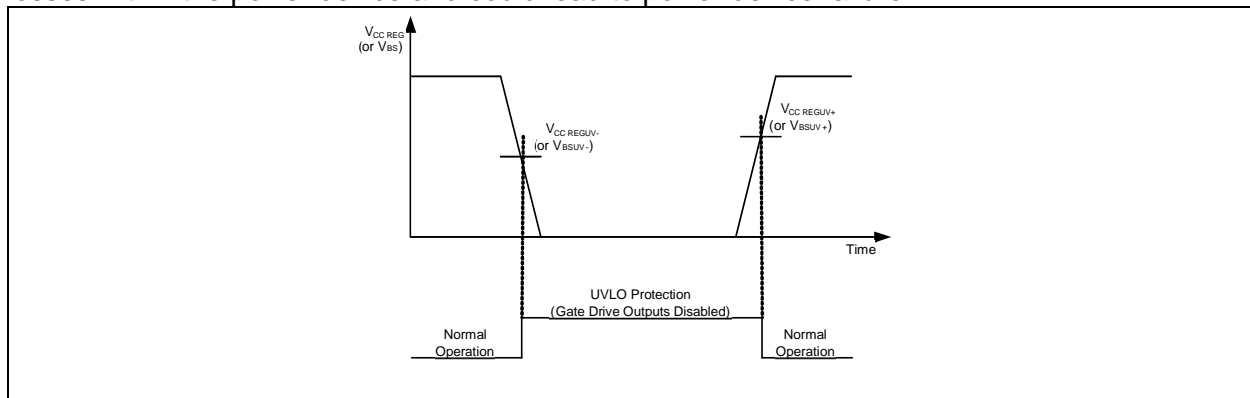 V CC REG
(or VBS)
VCC REGUV-
(or VBSUV-)
VCC REGUV+
(or VBSUV+)
Time
UVLO Protection
(Gate Drive Outputs Disabled)
Normal
Operation
Normal
Operation